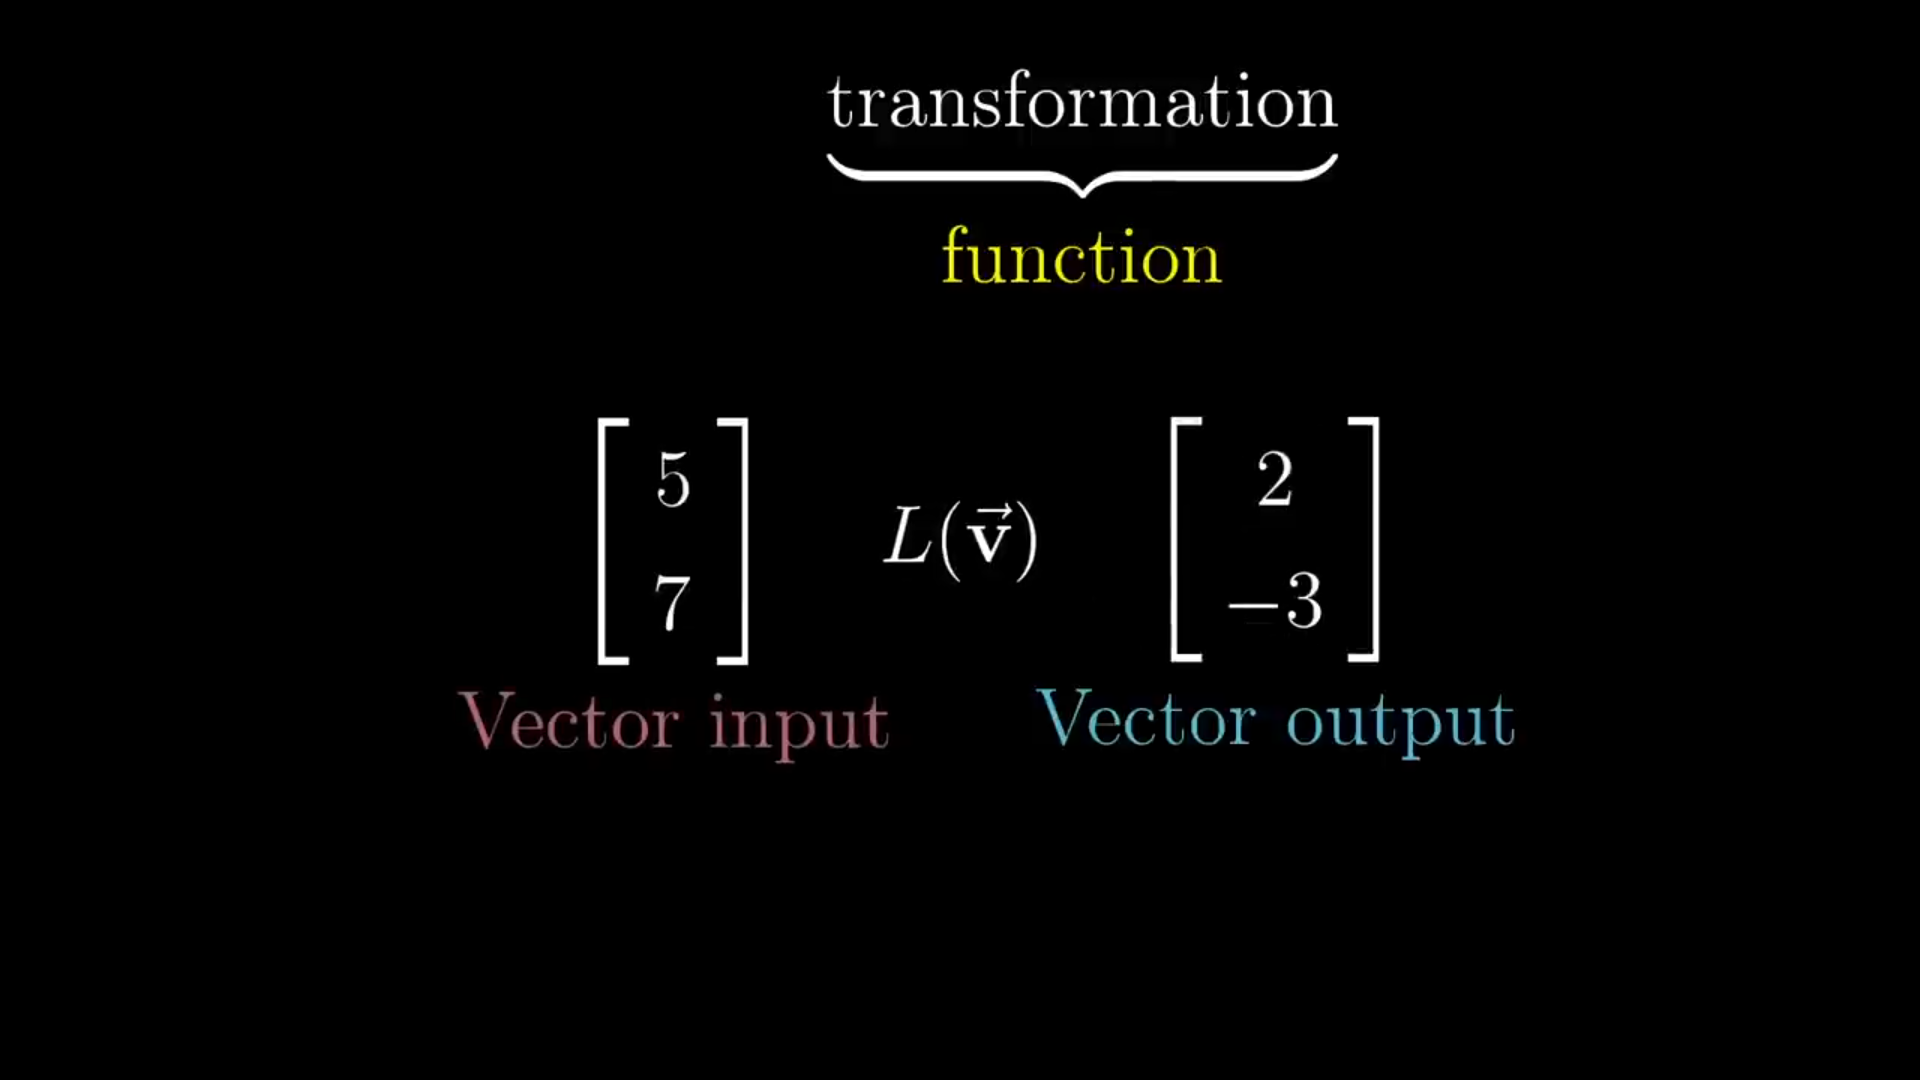 transformation
function
[5 7] L(v⃗) [2 −3]
Vector input Vector output